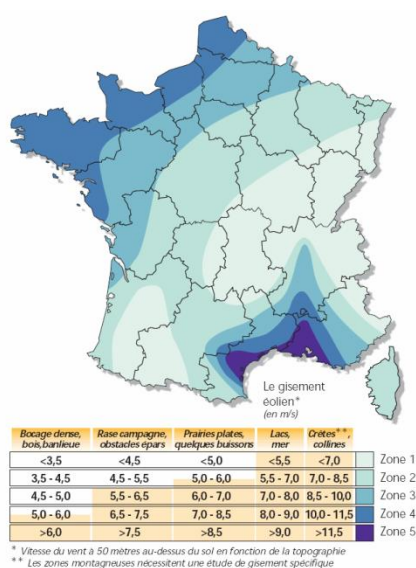 Le gisement
éolien*
(en m/s)
Bocage dense, bois, banlieue
Rase campagne, obstacles épars
Prairies plates, quelques buissons
Lacs, mer
Crêtes**, collines
<3,5 <4,5 <5,0 <5,5 <7,0 Zone 1
3,5 - 4,5 4,5 - 5,5 5,0 - 6,0 5,5 - 7,0 7,0 - 8,5 Zone 2
4,5 - 5,0 5,5 - 6,5 6,0 - 7,0 7,0 - 8,0 8,5 - 10,0 Zone 3
5,0 - 6,0 6,5 - 7,5 7,0 - 8,5 8,0 - 9,0 10,0 - 11,5 Zone 4
>6,0 >7,5 >8,5 >9,0 >11,5 Zone 5
* Vitesse du vent à 50 mètres au-dessus du sol en fonction de la topographie
** Les zones montagneuses nécessitent une étude de gisement spécifique